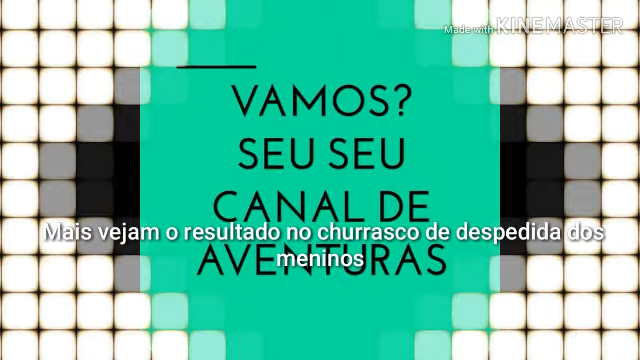 Made with KINEMASTER
VAMOS?
SEU SEU
CANAL DE
AVENTURAS
Mais vejam o resultado no churrasco de despedida dos
meninos